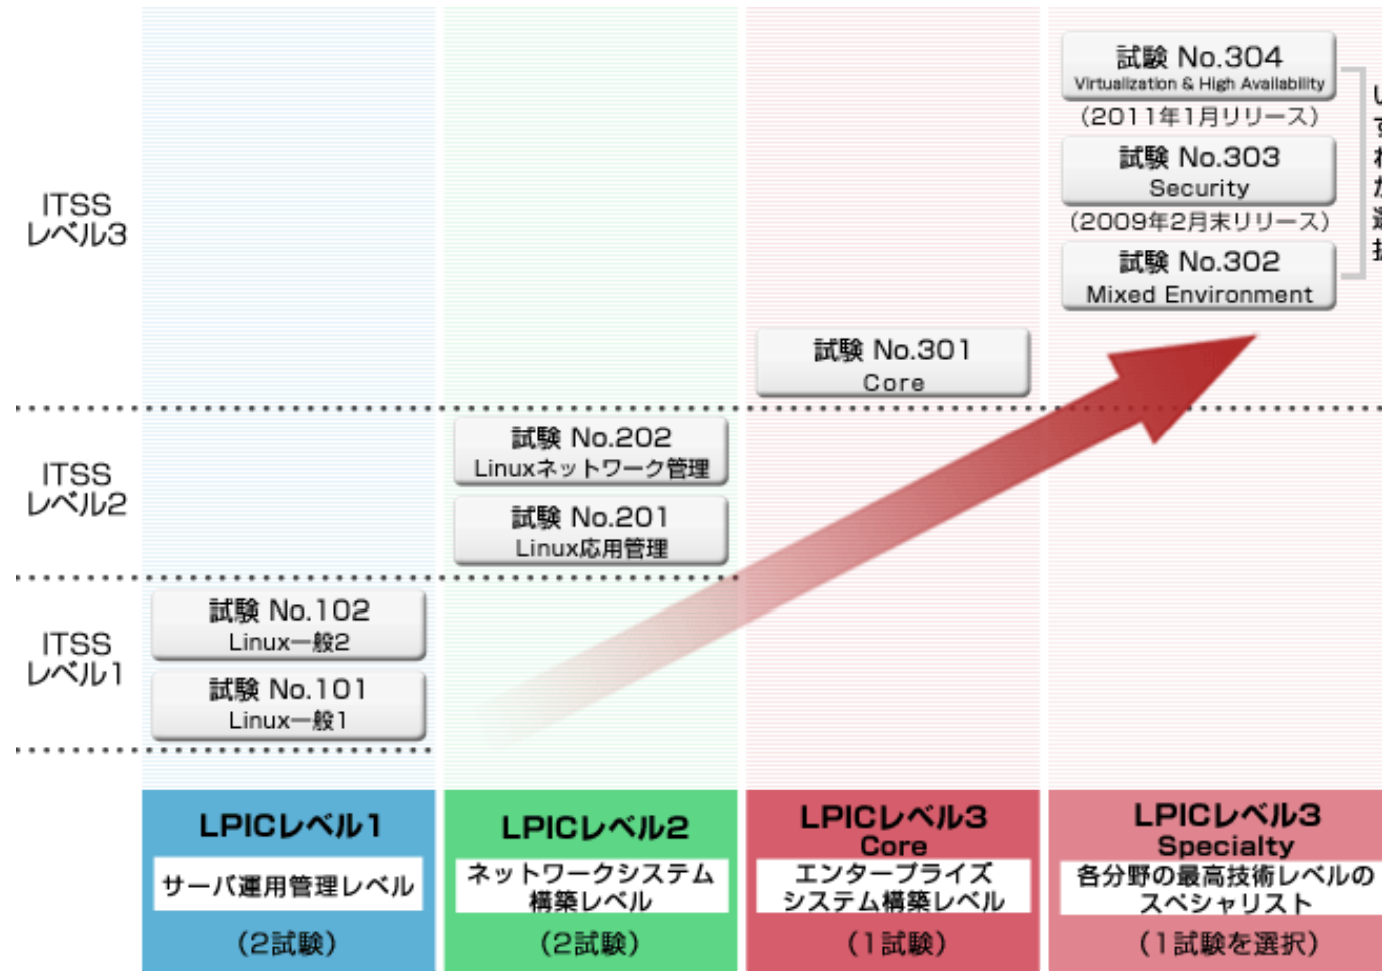 試験 No.304
Virtualization & High Availability
(2011年1月リリース)
試験 No.303
Security
(2009年2月末リリース)
試験 No.302
Mixed Environment
ITSS
レベル3
試験 No.301
Core
ITSS
レベル2
試験 No.202
Linuxネットワーク管理
試験 No.201
Linux応用管理
ITSS
レベル1
試験 No.102
Linux一般2
試験 No.101
Linux一般1
LPICレベル1
サーバ運用管理レベル
(2試験)
LPICレベル2
ネットワークシステム
構築レベル
(2試験)
LPICレベル3
Core
エンタープライズ
システム構築レベル
(1試験)
LPICレベル3
Specialty
各分野の最高技術レベルの
スペシャリスト
(1試験を選択)